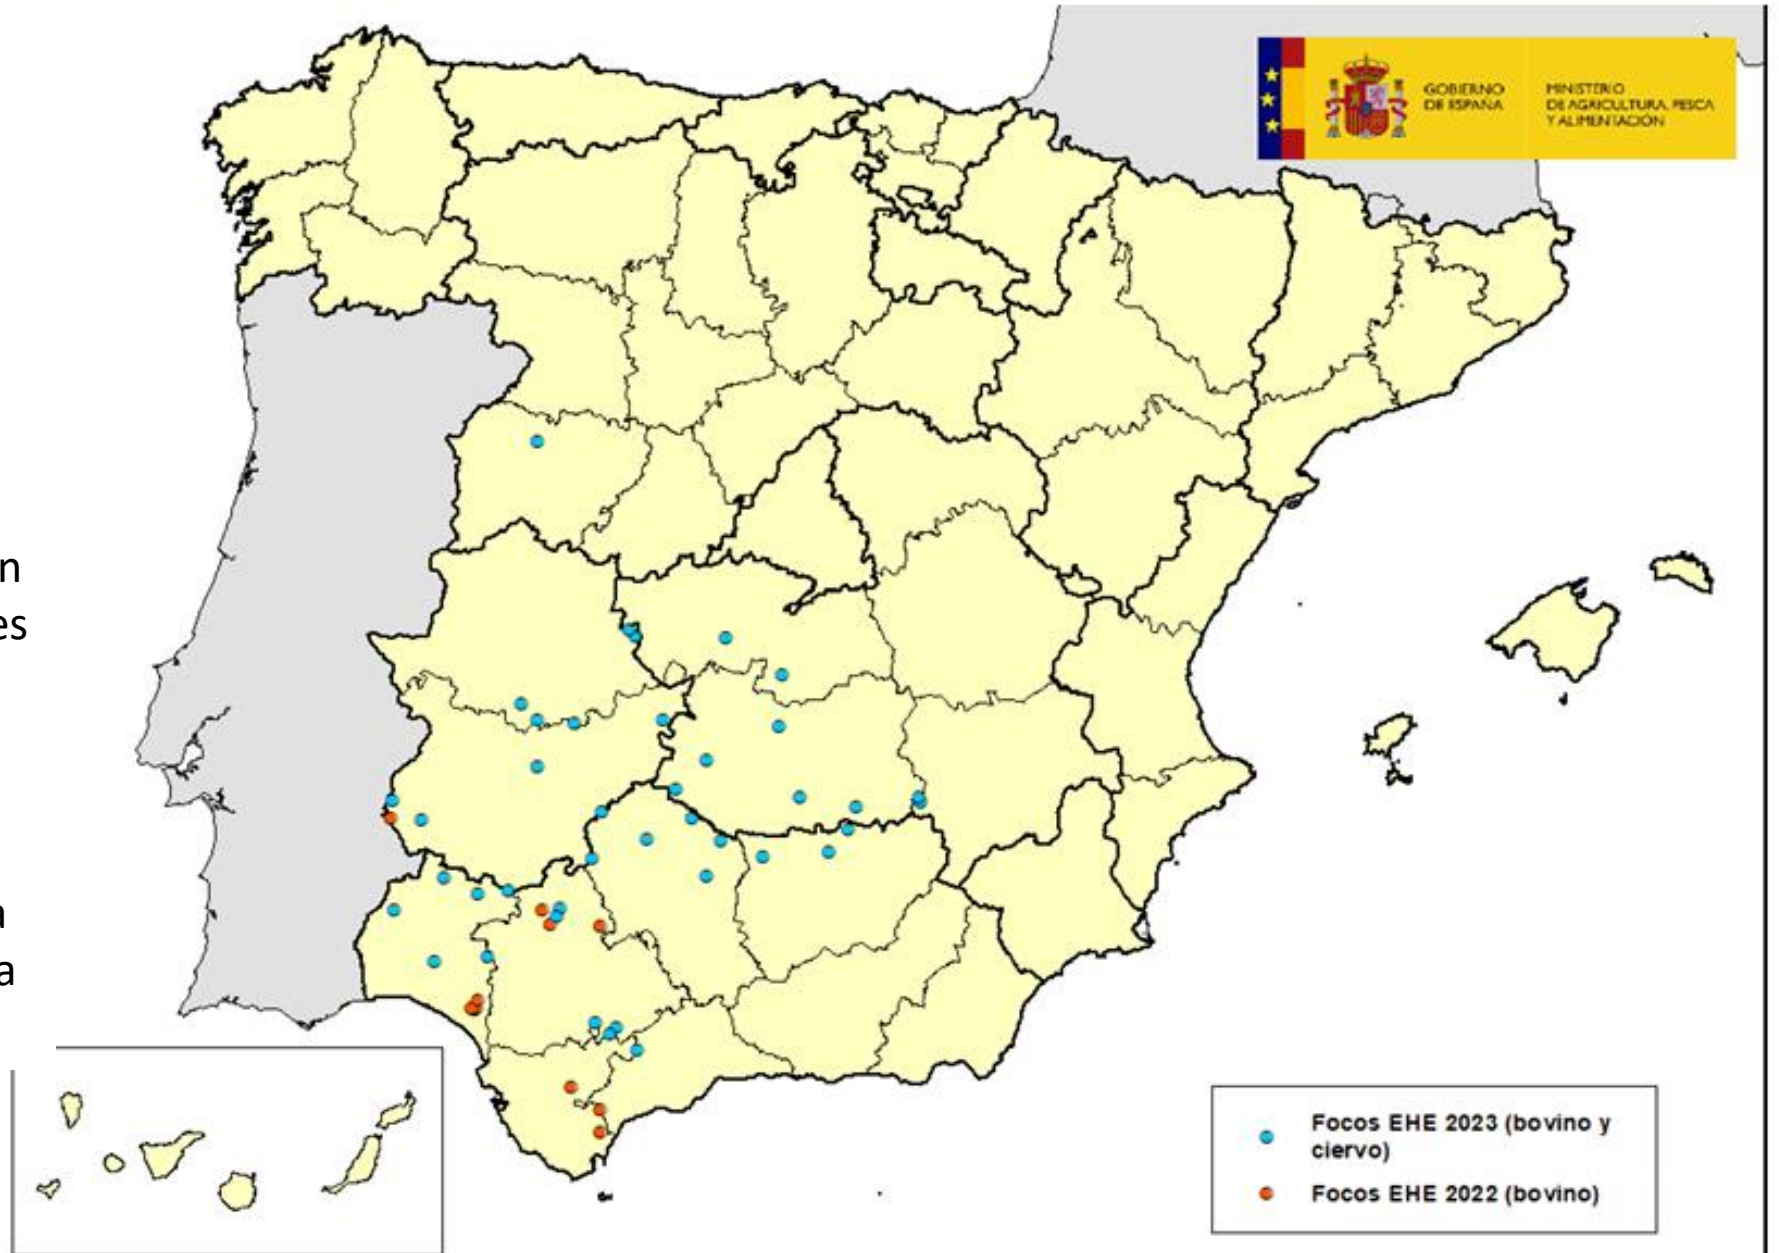 GOBIERNO
DE ESPAÑA
MINISTERIO
DE AGRICULTURA, PESCA
Y ALIMENTACIÓN
n
es
a
a
Focos EHE 2023 (bovino y
ciervo)
Focos EHE 2022 (bovino)